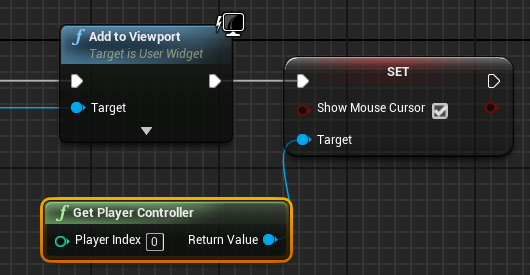 f Add to Viewport
Target is User Widget
Target
SET
Show Mouse Cursor
Target
f Get Player Controller
Player Index 0 Return Value